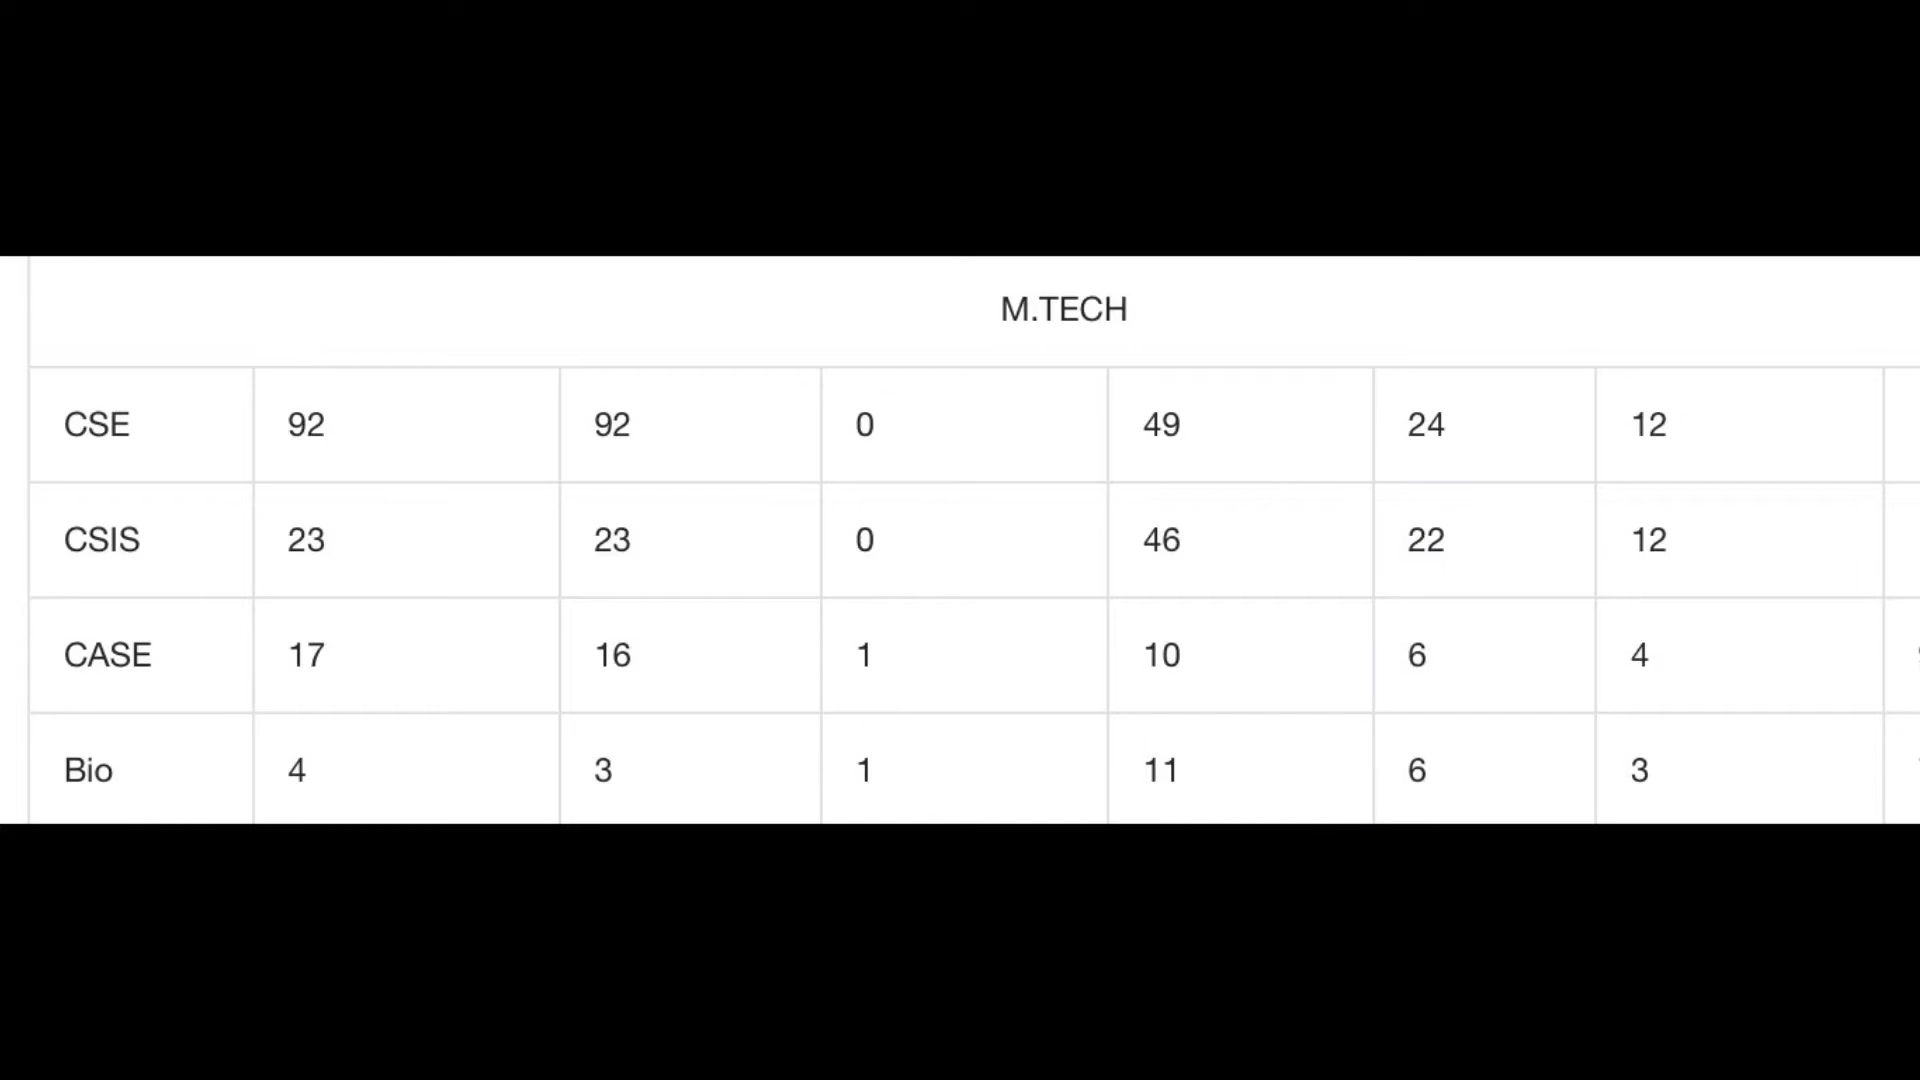 M.TECH
CSE 92 92 0 49 24 12
CSIS 23 23 0 46 22 12
CASE 17 16 1 10 6 4
Bio 4 3 1 11 6 3